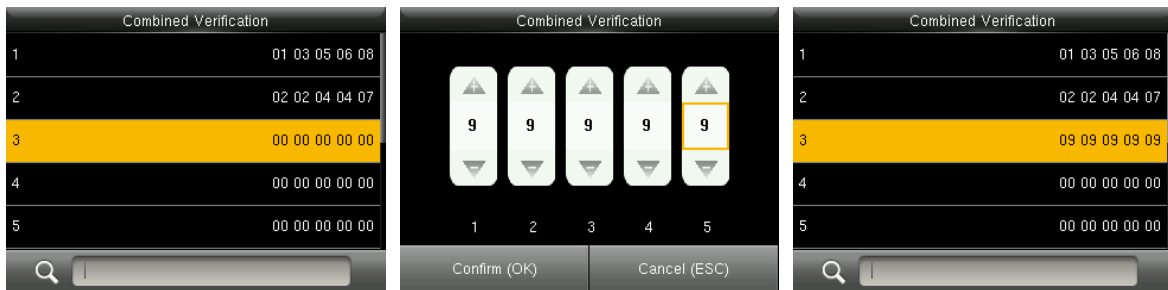 Combined Verification
1 01 03 05 06 08
2 02 02 04 04 07
3 00 00 00 00 00
4 00 00 00 00 00
5 00 00 00 00 00
Combined Verification
9 9 9 9 9
1 2 3 4 5
Confirm (OK) Cancel (ESC)
Combined Verification
1 01 03 05 06 08
2 02 02 04 04 07
3 09 09 09 09 09
4 00 00 00 00 00
5 00 00 00 00 00